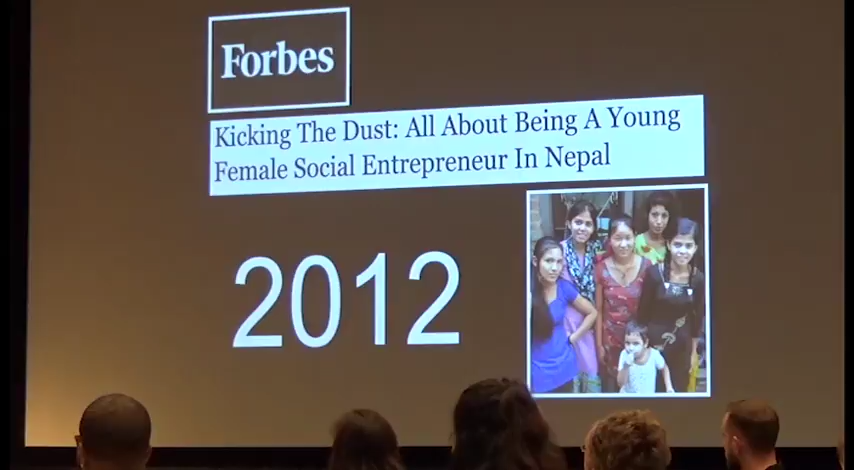 Forbes
Kicking The Dust: All About Being A Young
Female Social Entrepreneur In Nepal
2012